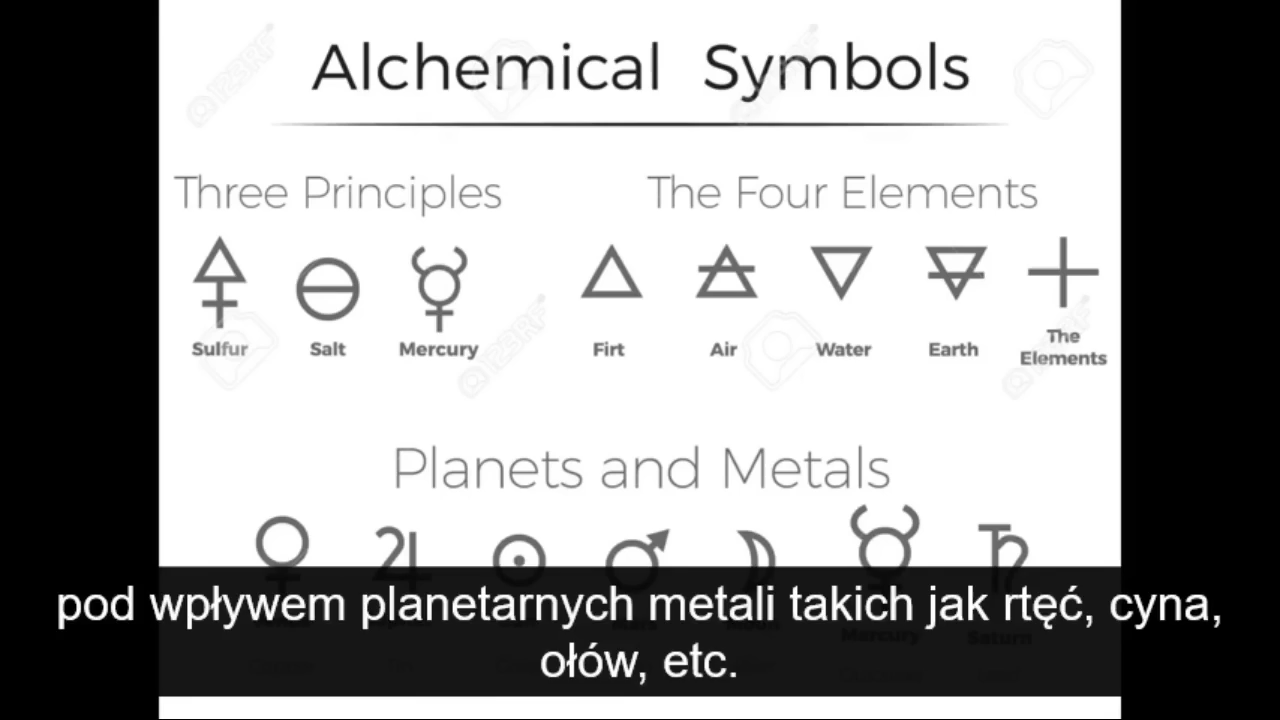 Alchemical Symbols
Three Principles
The Four Elements
Sulfur Salt Mercury Firt Air Water Earth The Elements
Planets and Metals
pod wpływem planetarnych metali takich jak rtęć, cyna,
ołów, etc.
Mercury Saturn